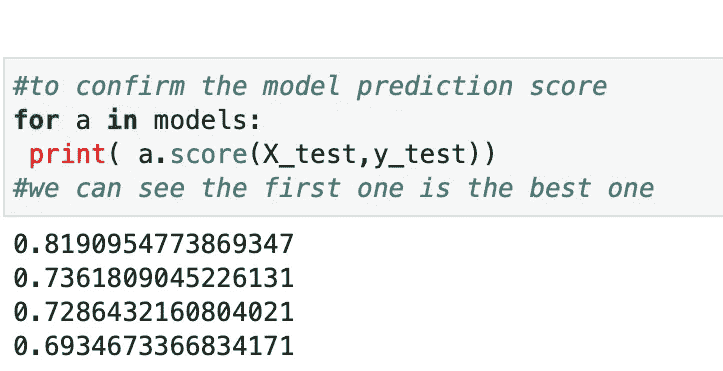 #to confirm the model prediction score
for a in models:
 print( a.score(X_test,y_test))
#we can see the first one is the best one
0.8190954773869347
0.7361809045226131
0.7286432160804021
0.6934673366834171